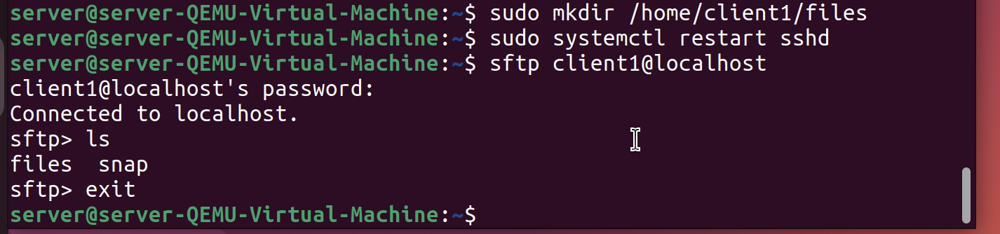 server@server-QEMU-Virtual-Machine:~$ sudo mkdir /home/client1/files
server@server-QEMU-Virtual-Machine:~$ sudo systemctl restart sshd
server@server-QEMU-Virtual-Machine:~$ sftp client1@localhost
client1@localhost's password:
Connected to localhost.
sftp> ls
files  snap
sftp> exit
server@server-QEMU-Virtual-Machine:~$